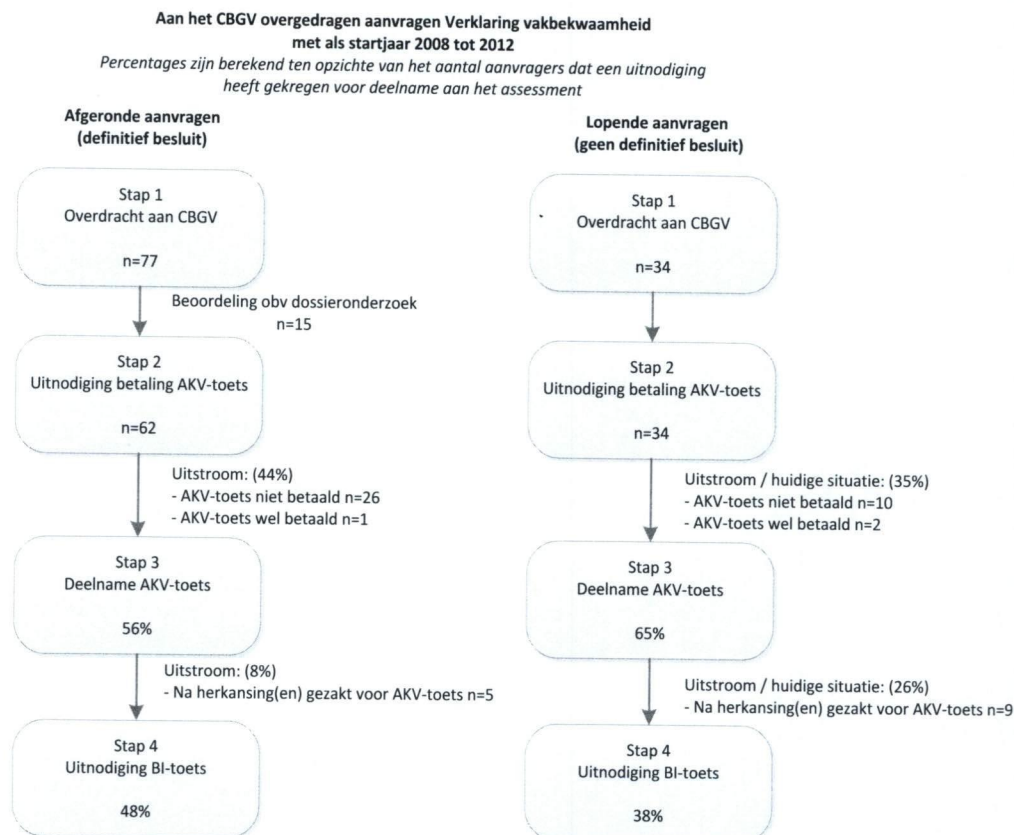 Aan het CBGV overgedragen aanvragen Verklaring vakbekwaamheid
met als startjaar 2008 tot 2012
Percentages zijn berekend ten opzichte van het aantal aanvragers dat een uitnodiging
heeft gekregen voor deelname aan het assessment
Afgeronde aanvragen
(definitief besluit)
Stap 1
Overdracht aan CBGV
n=77
Beoordeling obv dossieronderzoek
n=15
Stap 2
Uitnodiging betaling AKV-toets
n=62
Uitstroom: (44%)
- AKV-toets niet betaald n=26
- AKV-toets wel betaald n=1
Stap 3
Deelname AKV-toets
56%
Uitstroom: (8%)
- Na herkansing(en) gezakt voor AKV-toets n=5
Stap 4
Uitnodiging BI-toets
48%
Lopende aanvragen
(geen definitief besluit)
Stap 1
Overdracht aan CBGV
n=34
Stap 2
Uitnodiging betaling AKV-toets
n=34
Uitstroom / huidige situatie: (35%)
- AKV-toets niet betaald n=10
- AKV-toets wel betaald n=2
Stap 3
Deelname AKV-toets
65%
Uitstroom / huidige situatie: (26%)
- Na herkansing(en) gezakt voor AKV-toets n=9
Stap 4
Uitnodiging BI-toets
38%